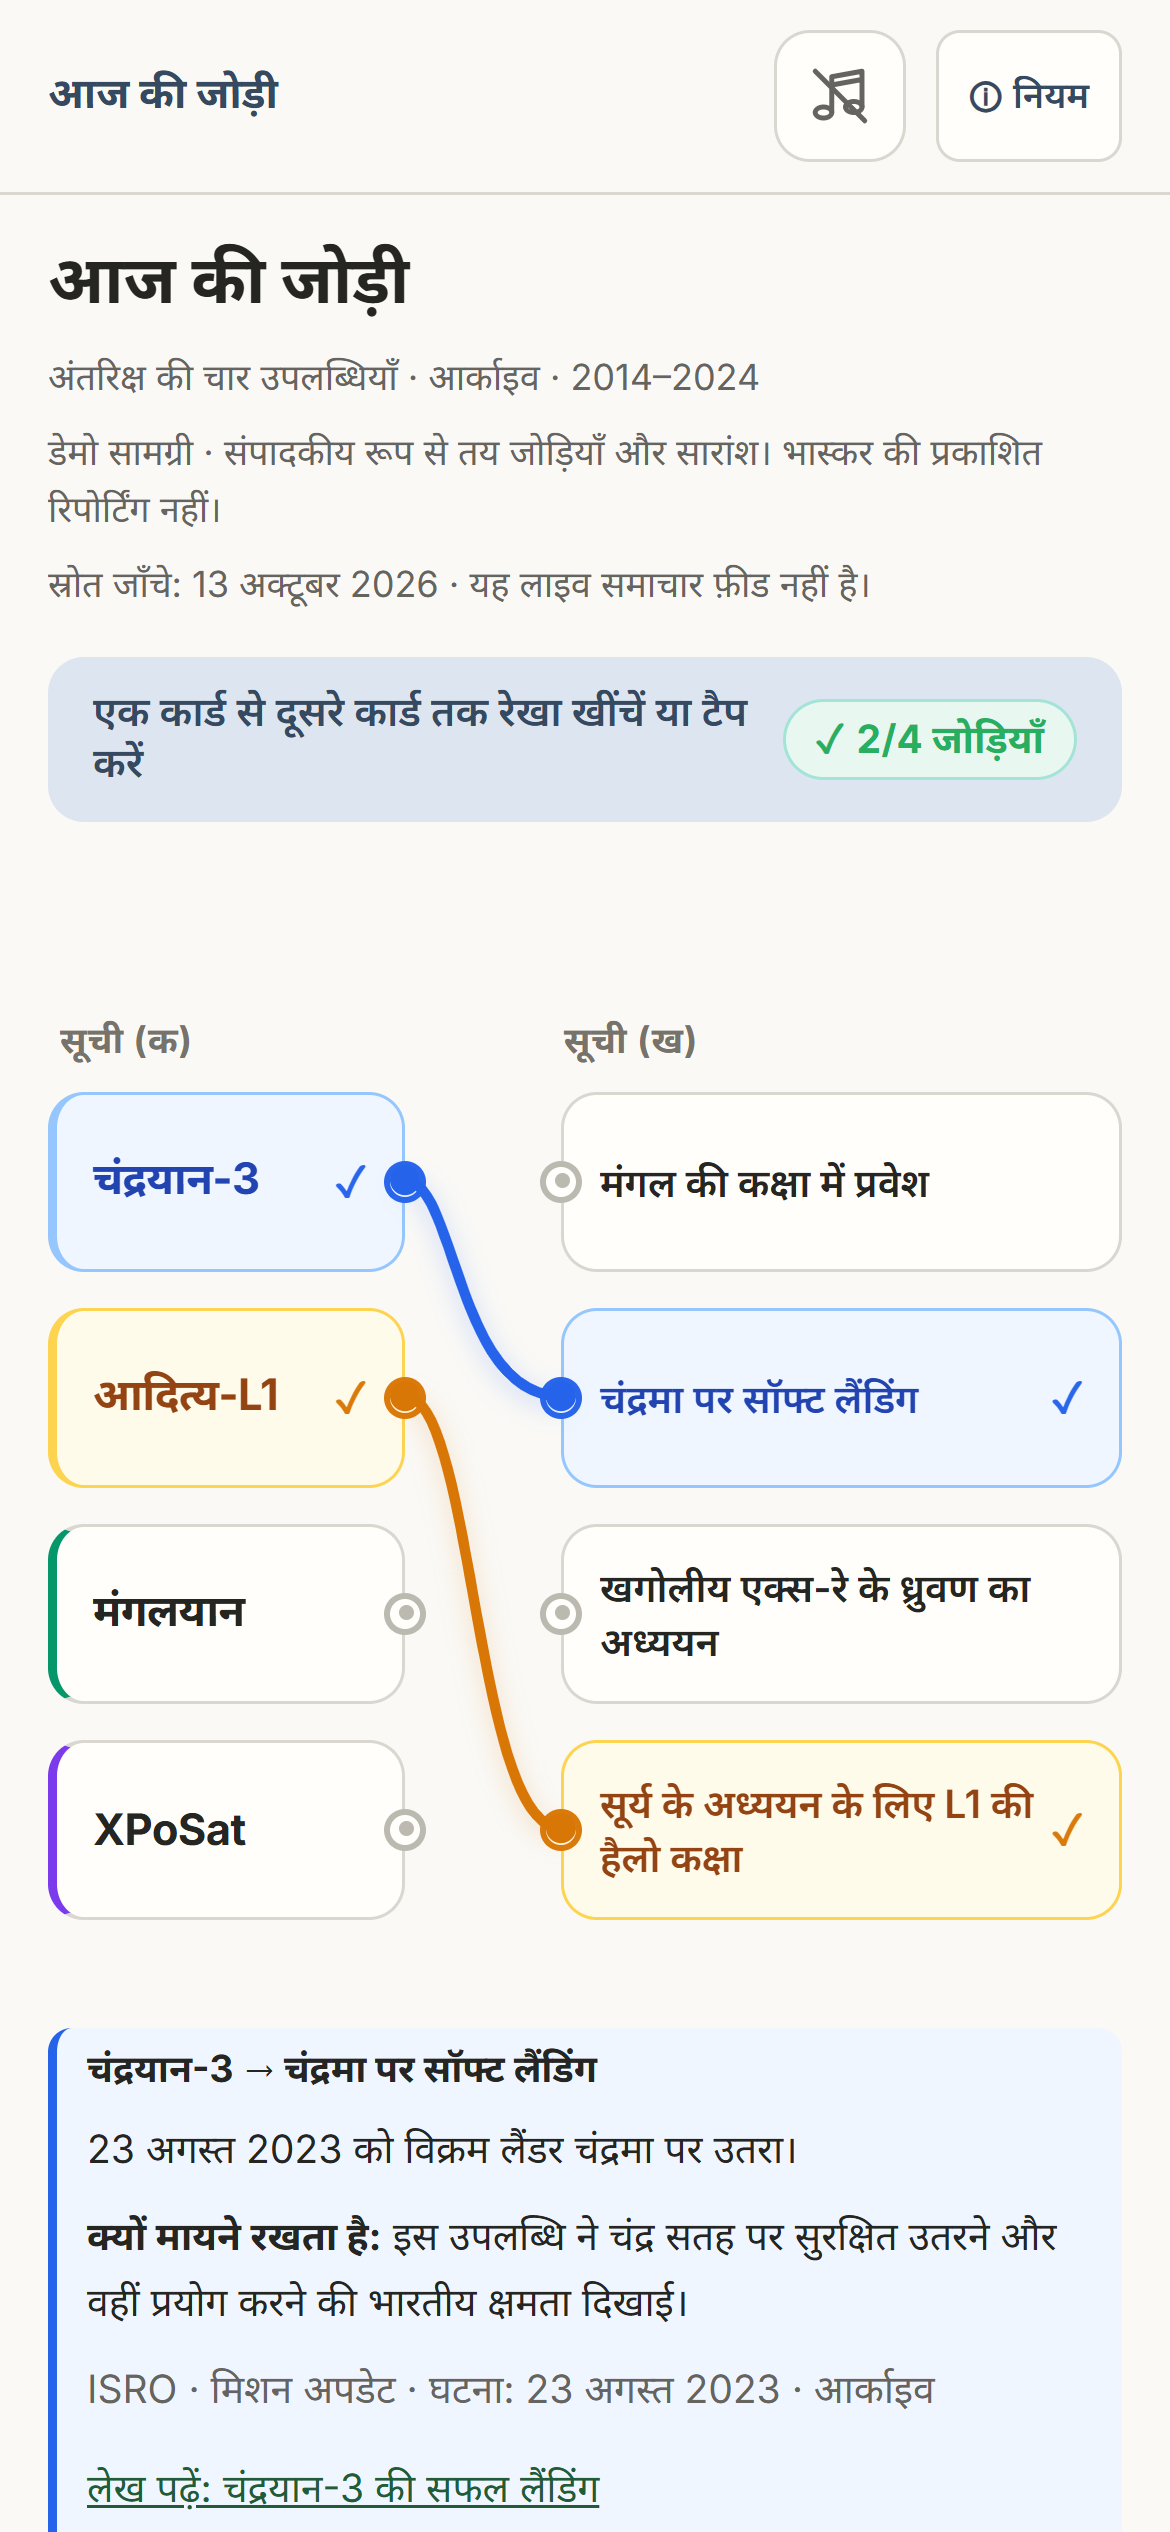 आज की जोड़ी
ⓘ नियम
आज की जोड़ी
अंतरिक्ष की चार उपलब्धियाँ · आर्काइव · 2014–2024
डेमो सामग्री · संपादकीय रूप से तय जोड़ियाँ और सारांश। भास्कर की प्रकाशित
रिपोर्टिंग नहीं।
स्रोत जाँचे: 13 अक्टूबर 2026 · यह लाइव समाचार फ़ीड नहीं है।
एक कार्ड से दूसरे कार्ड तक रेखा खींचें या टैप
करें
✓ 2/4 जोड़ियाँ
सूची (क)
सूची (ख)
चंद्रयान-3 ✓
मंगल की कक्षा में प्रवेश
आदित्य-L1 ✓
चंद्रमा पर सॉफ्ट लैंडिंग ✓
मंगलयान
खगोलीय एक्स-रे के ध्रुवण का
अध्ययन
XPoSat
सूर्य के अध्ययन के लिए L1 की
हैलो कक्षा ✓
चंद्रयान-3 → चंद्रमा पर सॉफ्ट लैंडिंग
23 अगस्त 2023 को विक्रम लैंडर चंद्रमा पर उतरा।
क्यों मायने रखता है: इस उपलब्धि ने चंद्र सतह पर सुरक्षित उतरने और
वहीं प्रयोग करने की भारतीय क्षमता दिखाई।
ISRO · मिशन अपडेट · घटना: 23 अगस्त 2023 · आर्काइव
लेख पढ़ें: चंद्रयान-3 की सफल लैंडिंग